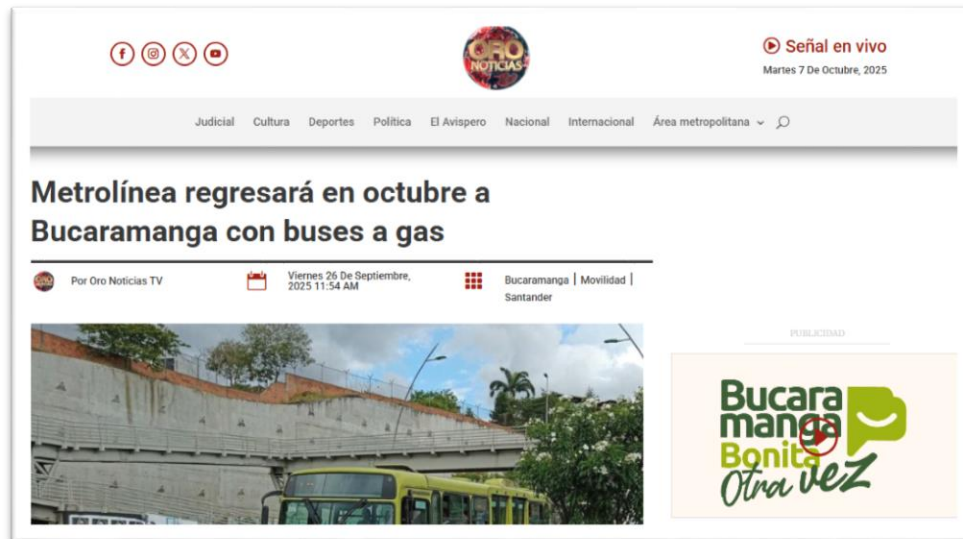 ORO
NOTICIAS
Señal en vivo
Martes 7 De Octubre, 2025
Judicial Cultura Deportes Política El Avispero Nacional Internacional Área metropolitana
Metrolínea regresará en octubre a
Bucaramanga con buses a gas
Por Oro Noticias TV
Viernes 26 De Septiembre,
2025 11:54 AM
Bucaramanga | Movilidad |
Santander
PUBLICIDAD
Bucara
manga
Bonita
Otra vez